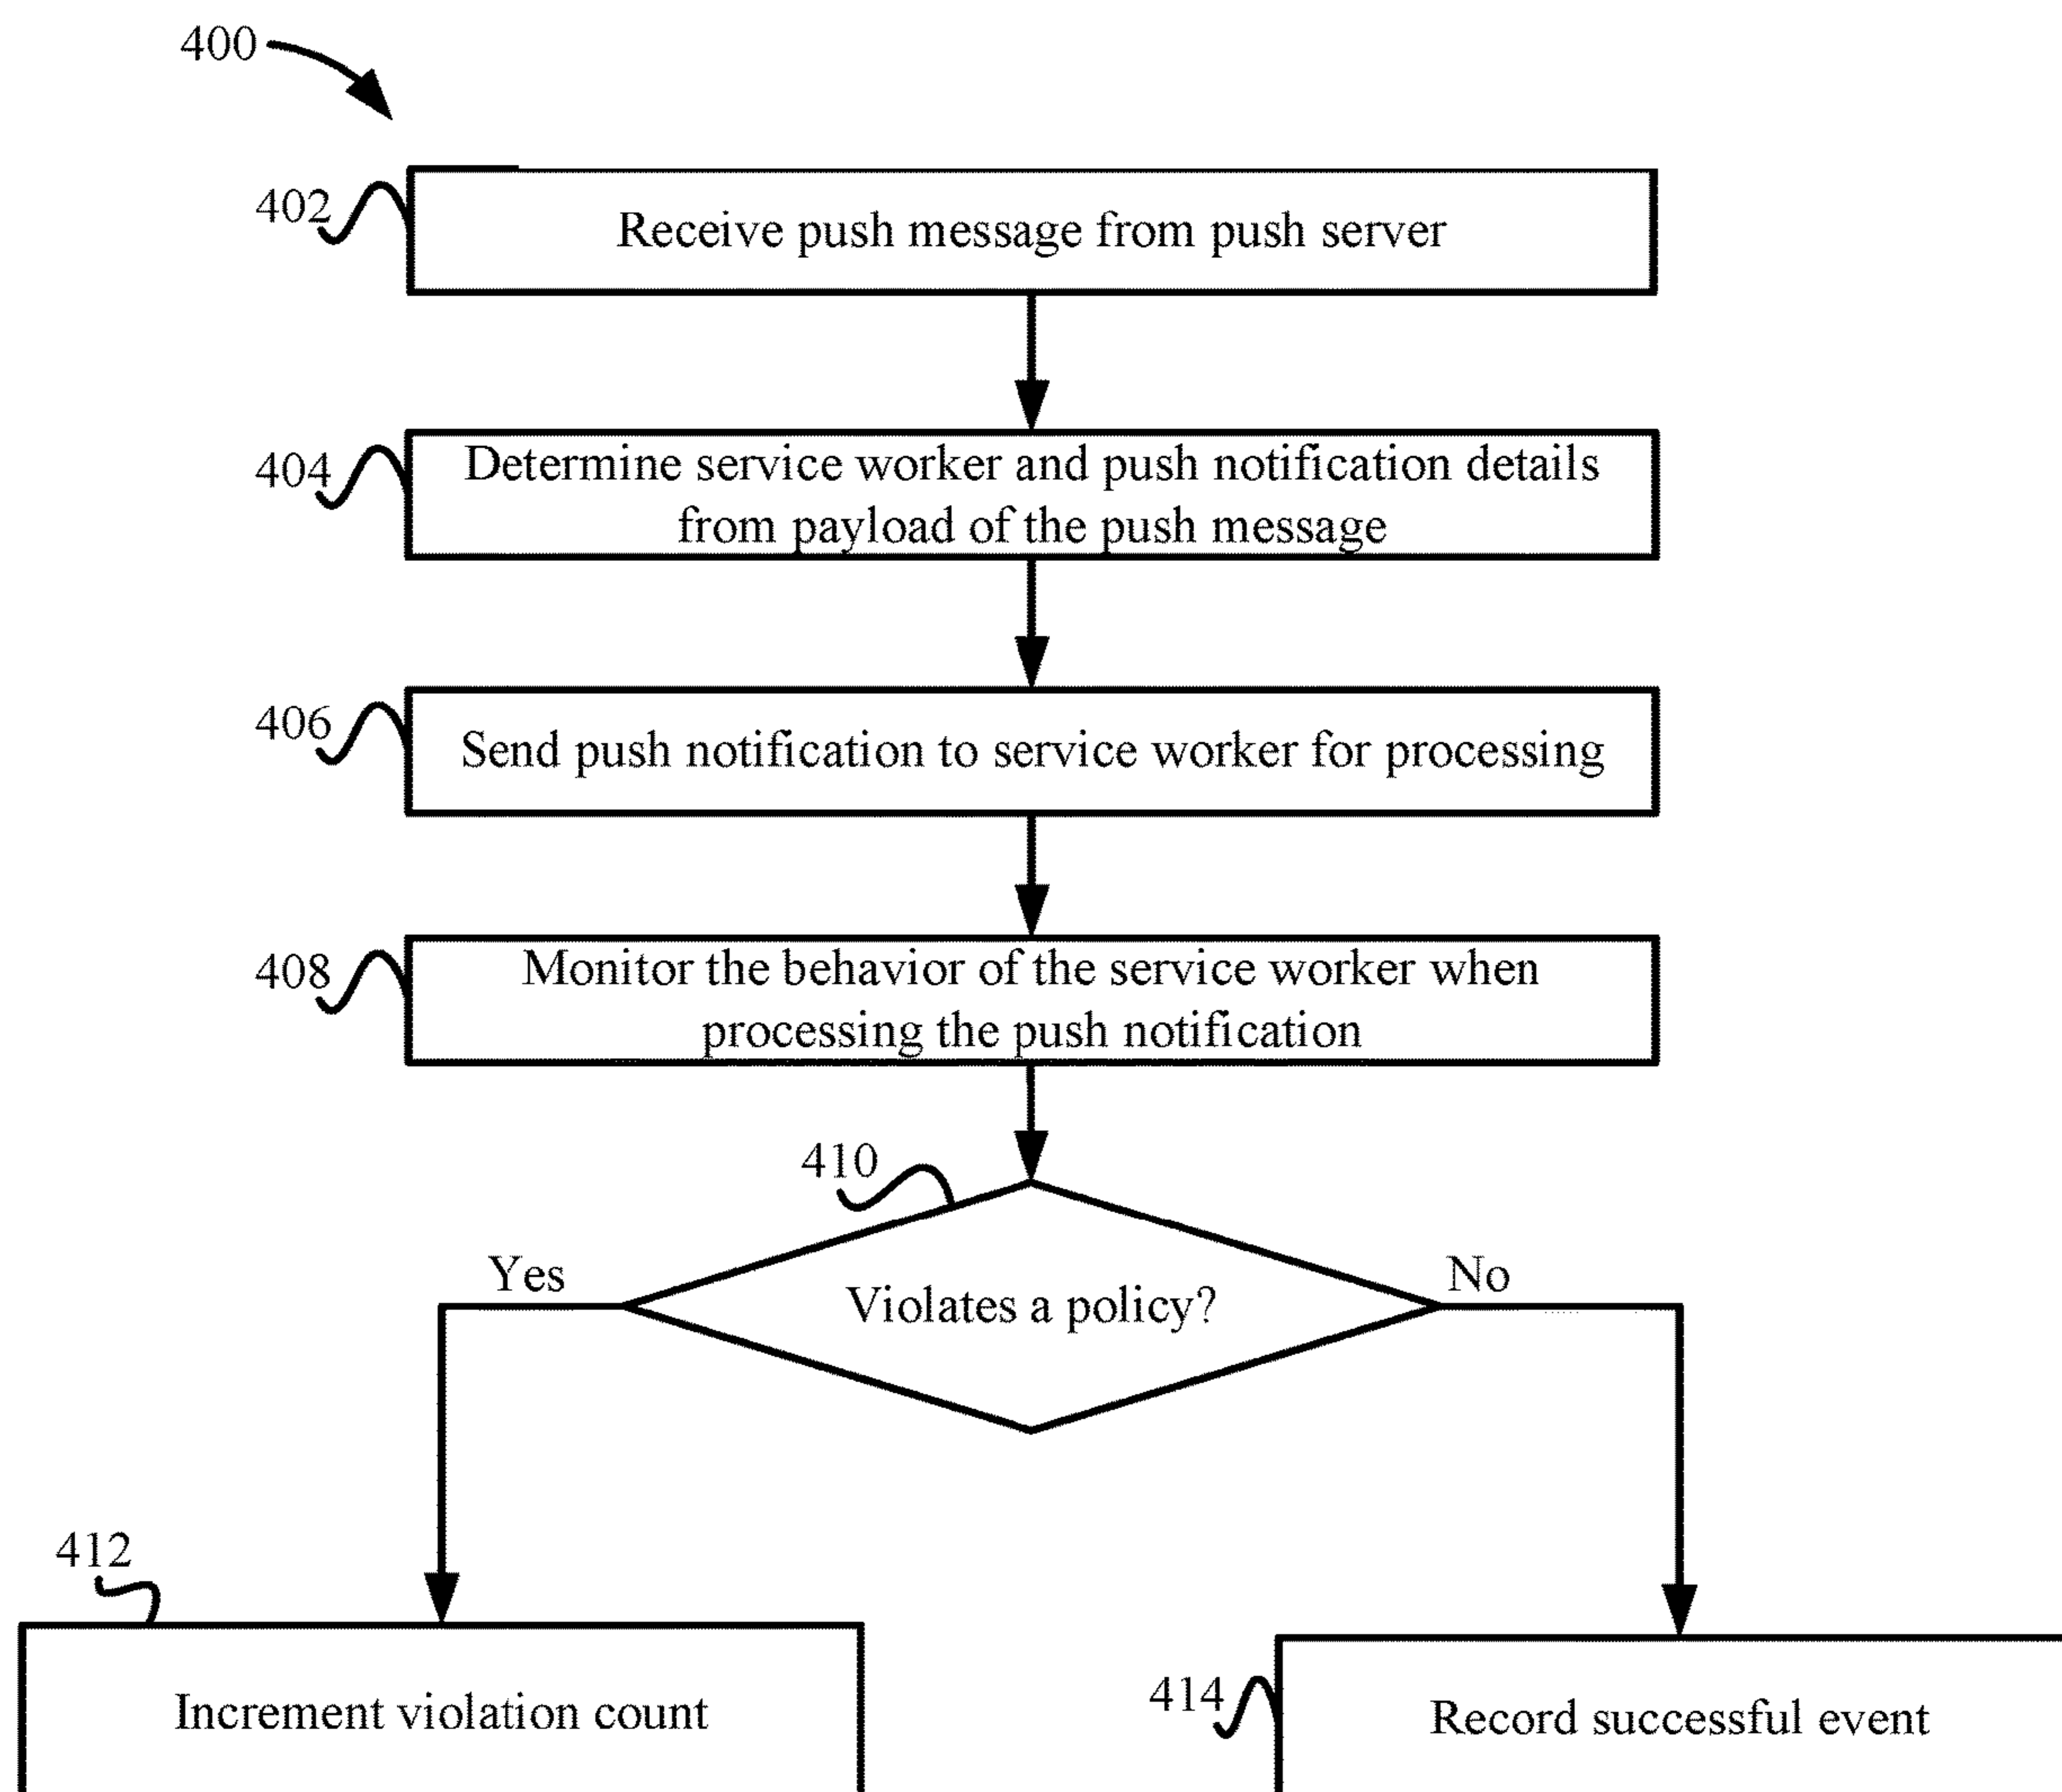 400
402
Receive push message from push server
404
Determine service worker and push notification details
from payload of the push message
406
Send push notification to service worker for processing
408
Monitor the behavior of the service worker when
processing the push notification
410
Yes
Violates a policy?
No
412
Increment violation count
414
Record successful event